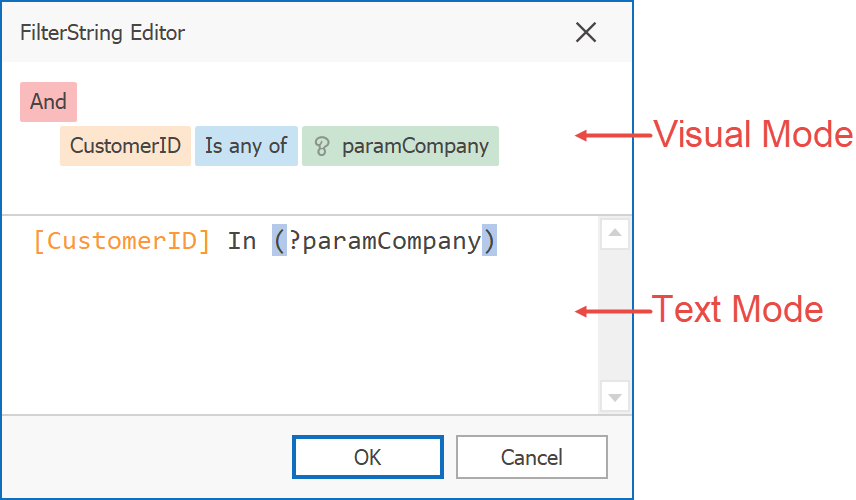 FilterString Editor
And
CustomerID Is any of paramCompany
Visual Mode
[CustomerID] In (?paramCompany)
Text Mode
OK Cancel